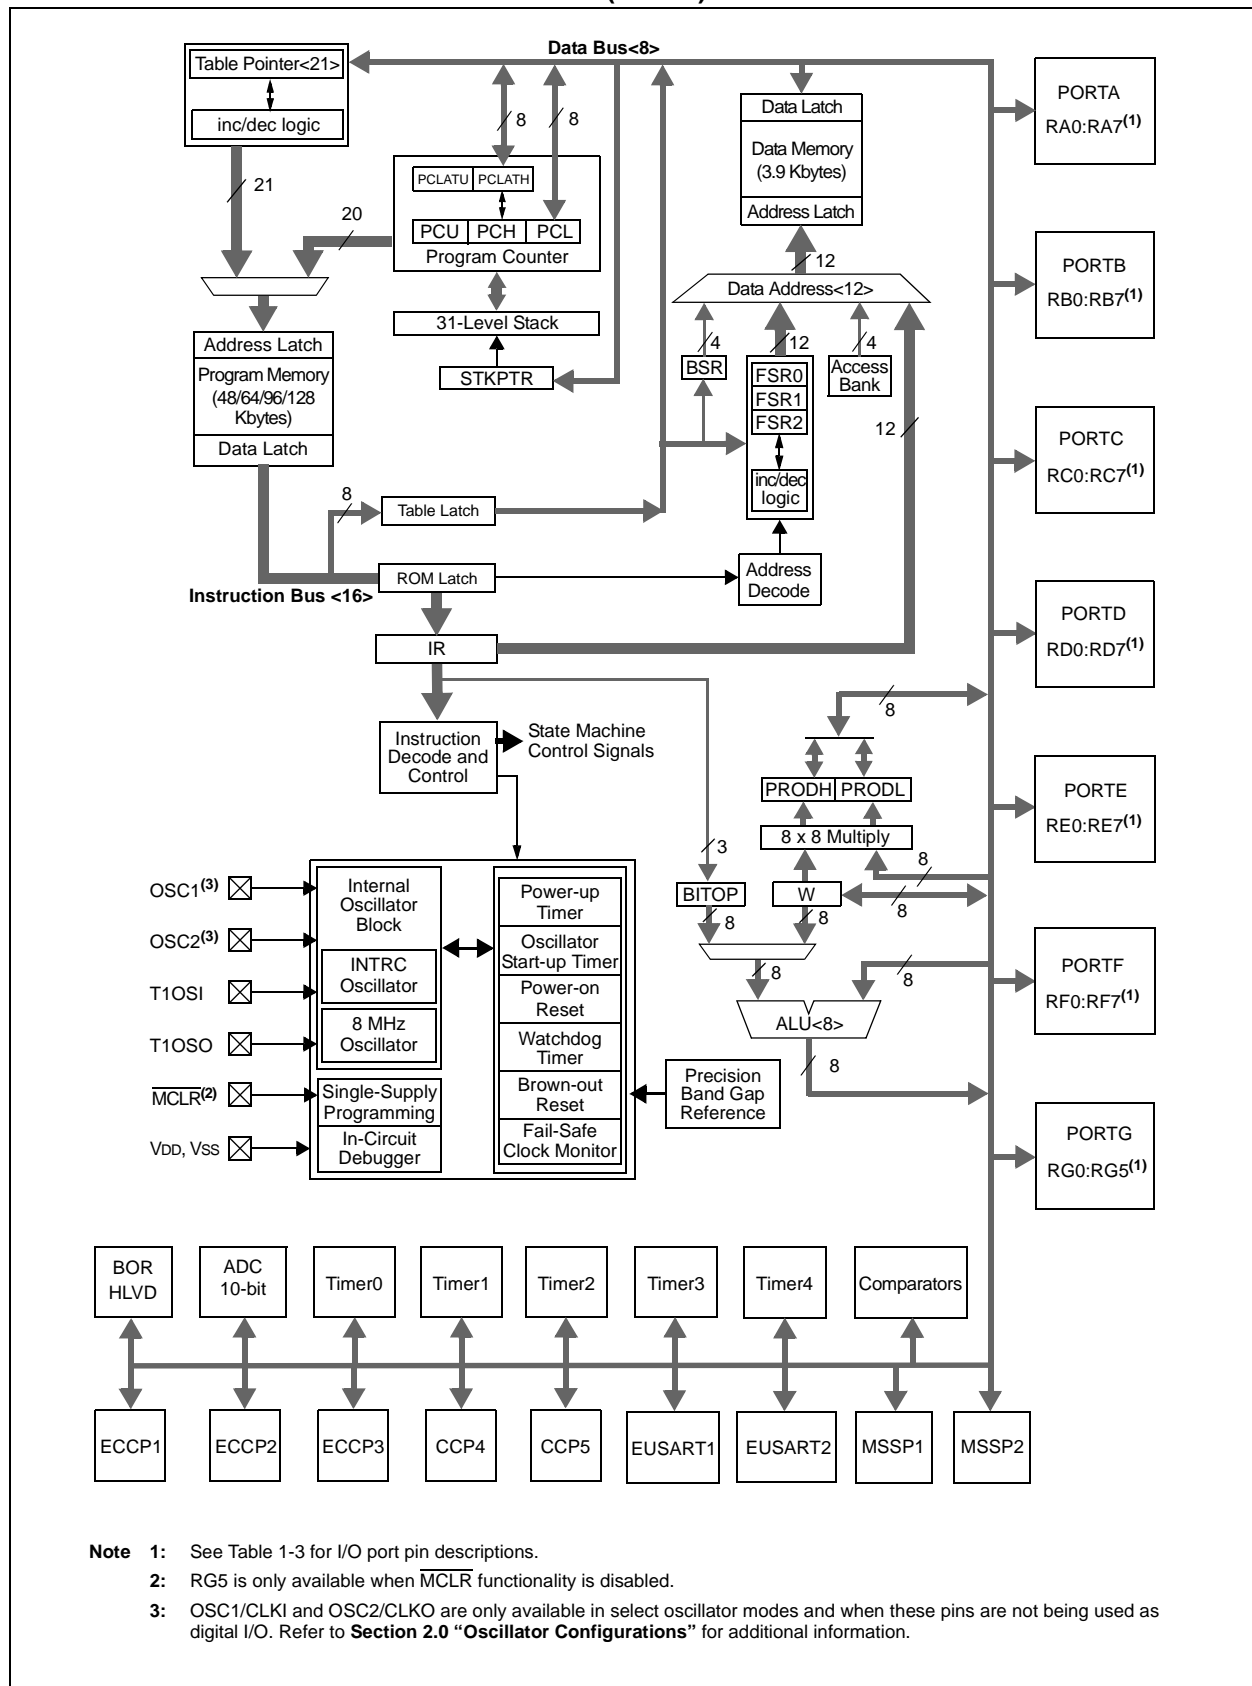 Data Bus<8>
Table Pointer<21>
inc/dec logic
21
20
8
8
PCLATU PCLATH
PCU PCH PCL
Program Counter
31-Level Stack
STKPTR
Data Latch
Data Memory
(3.9 Kbytes)
Address Latch
12
Data Address<12>
4
12
4
BSR
FSR0
FSR1
FSR2
inc/dec
logic
Access
Bank
12
Address Latch
Program Memory
(48/64/96/128
Kbytes)
Data Latch
8
Table Latch
ROM Latch
Instruction Bus <16>
Address
Decode
IR
Instruction
Decode and
Control
State Machine
Control Signals
8
PRODH PRODL
8 x 8 Multiply
3
8
BITOP
W
8
8
8
8
8
ALU<8>
8
OSC1(3)
OSC2(3)
T1OSI
T1OSO
MCLR(2)
VDD, VSS
Internal
Oscillator
Block
INTRC
Oscillator
8 MHz
Oscillator
Single-Supply
Programming
In-Circuit
Debugger
Power-up
Timer
Oscillator
Start-up Timer
Power-on
Reset
Watchdog
Timer
Brown-out
Reset
Fail-Safe
Clock Monitor
Precision
Band Gap
Reference
PORTA
RA0:RA7(1)
PORTB
RB0:RB7(1)
PORTC
RC0:RC7(1)
PORTD
RD0:RD7(1)
PORTE
RE0:RE7(1)
PORTF
RF0:RF7(1)
PORTG
RG0:RG5(1)
BOR
HLVD
ADC
10-bit
Timer0
Timer1
Timer2
Timer3
Timer4
Comparators
ECCP1
ECCP2
ECCP3
CCP4
CCP5
EUSART1
EUSART2
MSSP1
MSSP2
Note 1: See Table 1-3 for I/O port pin descriptions.
2: RG5 is only available when MCLR functionality is disabled.
3: OSC1/CLKI and OSC2/CLKO are only available in select oscillator modes and when these pins are not being used as
digital I/O. Refer to Section 2.0 “Oscillator Configurations” for additional information.